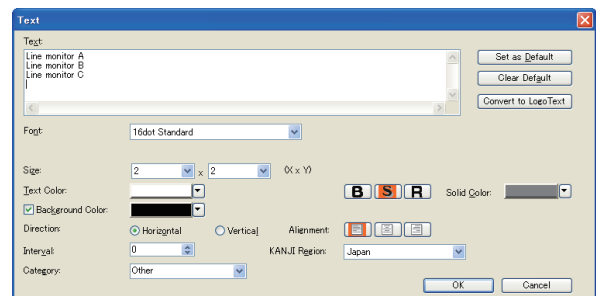 Text
Text:
Line monitor A
Line monitor B
Line monitor C
Set as Default
Clear Default
Convert to LogoText
Font:
16dot Standard
Size:
2 x 2 (X x Y)
Text Color:
B S R Solid Color:
Background Color:
Direction: Horizontal Vertical Alignment:
Interval: 0 KANJI Region: Japan
Category: Other
OK Cancel